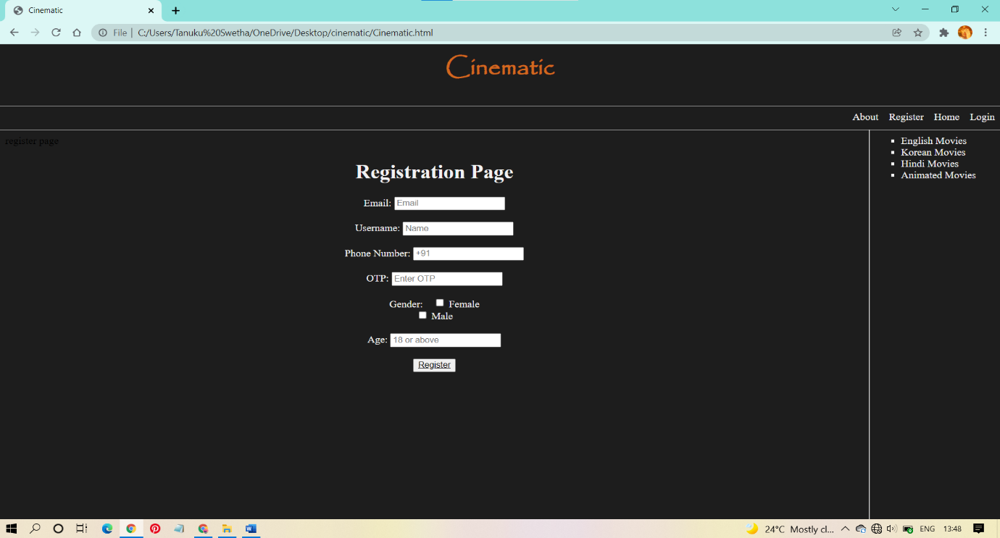 Cinematic
File | C:/Users/Tanuku%20Swetha/OneDrive/Desktop/cinematic/Cinematic.html
Cinematic
About Register Home Login
register page
English Movies
Korean Movies
Hindi Movies
Animated Movies
Registration Page
Email: Email
Username: Name
Phone Number: +91
OTP: Enter OTP
Gender: Female
Male
Age: 18 or above
Register
24°C Mostly cl... ENG 13:48